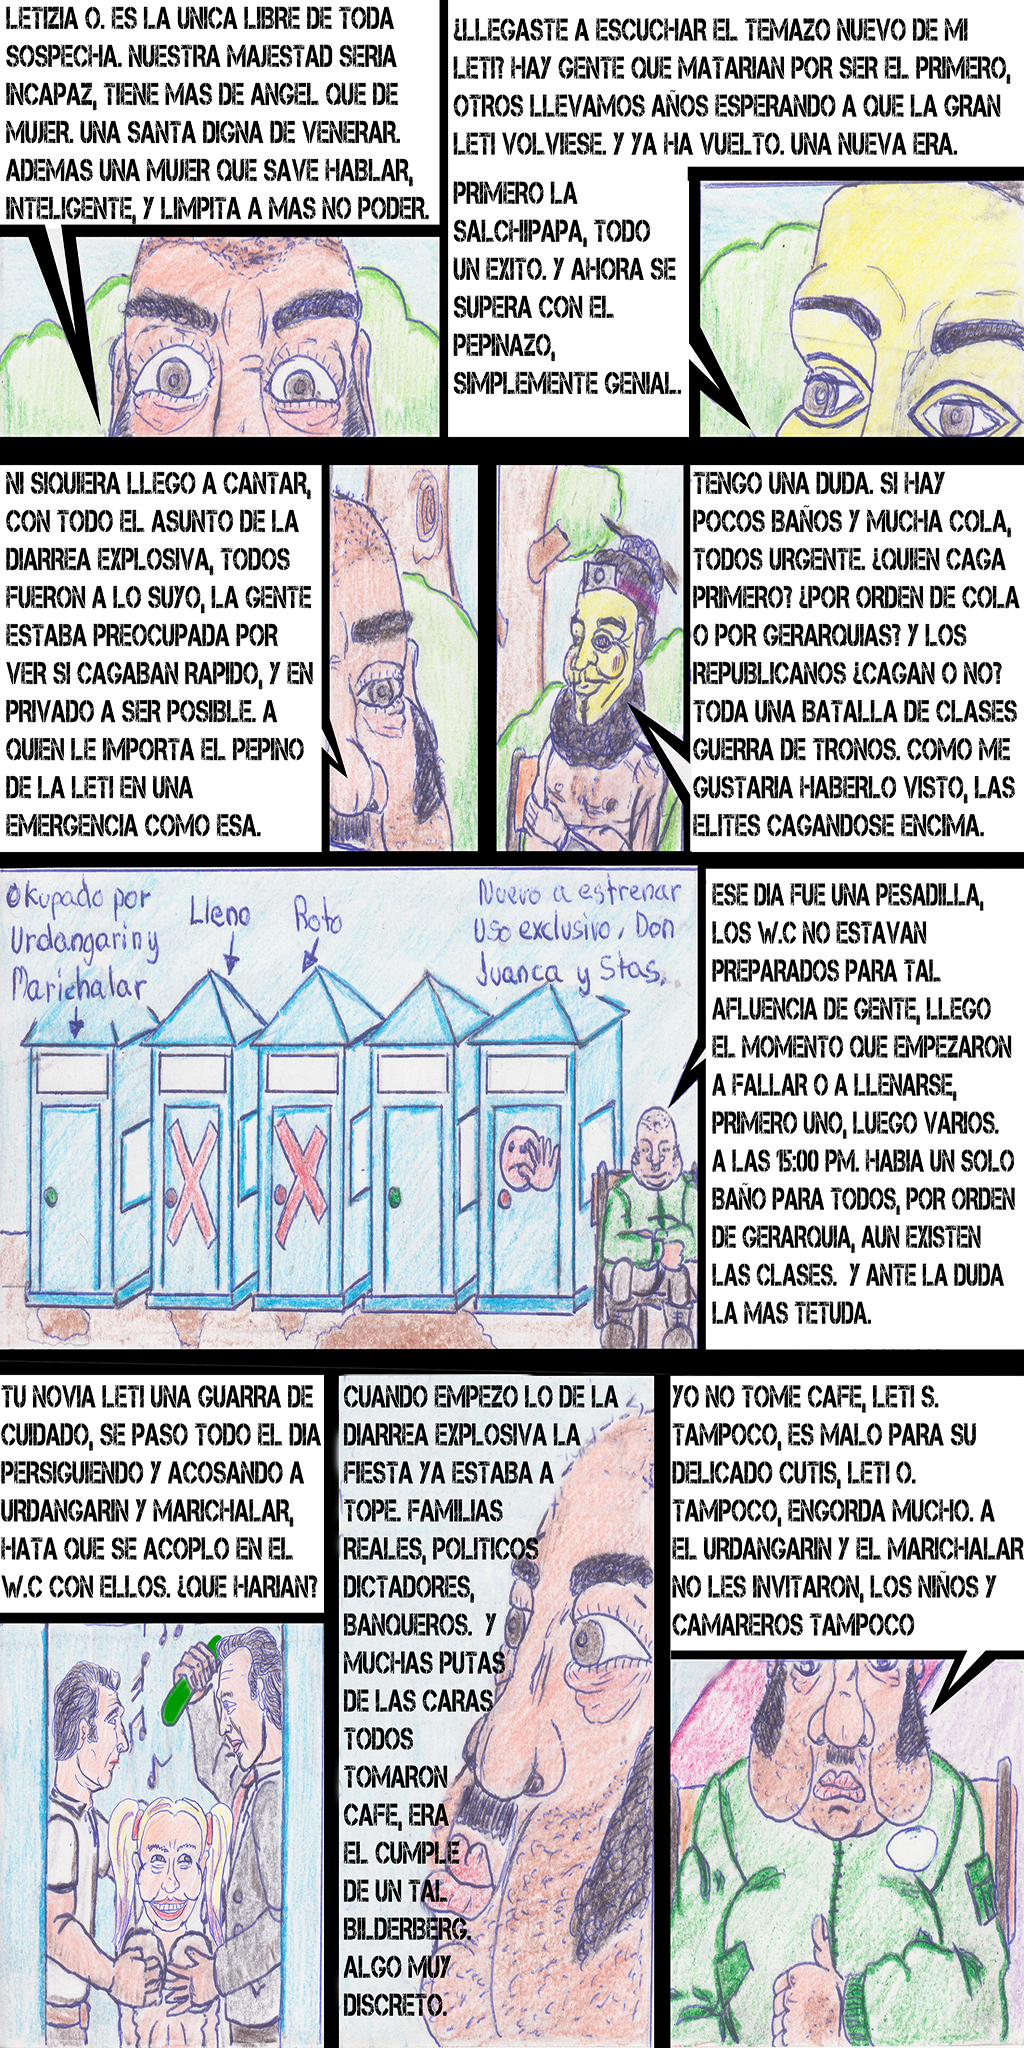 LETIZIA O. ES LA UNICA LIBRE DE TODA
SOSPECHA. NUESTRA MAJESTAD SERIA
INCAPAZ, TIENE MAS DE ANGEL QUE DE
MUJER. UNA SANTA DIGNA DE VENERAR.
ADEMAS UNA MUJER QUE SAVE HABLAR,
INTELIGENTE, Y LIMPITA A MAS NO PODER.
¿LLEGASTE A ESCUCHAR EL TEMAZO NUEVO DE MI
LETI? HAY GENTE QUE MATARIAN POR SER EL PRIMERO,
OTROS LLEVAMOS AÑOS ESPERANDO A QUE LA GRAN
LETI VOLVIESE. Y YA HA VUELTO. UNA NUEVA ERA.
PRIMERO LA
SALCHIPAPA, TODO
UN EXITO. Y AHORA SE
SUPERA CON EL
PEPINAZO,
SIMPLEMENTE GENIAL.
NI SIQUIERA LLEGO A CANTAR,
CON TODO EL ASUNTO DE LA
DIARREA EXPLOSIVA, TODOS
FUERON A LO SUYO, LA GENTE
ESTABA PREOCUPADA POR
VER SI CAGABAN RAPIDO, Y EN
PRIVADO A SER POSIBLE. A
QUIEN LE IMPORTA EL PEPINO
DE LA LETI EN UNA
EMERGENCIA COMO ESA.
TENGO UNA DUDA. SI HAY
POCOS BAÑOS Y MUCHA COLA,
TODOS URGENTE. ¿QUIEN CAGA
PRIMERO? ¿POR ORDEN DE COLA
O POR GERARQUIAS? Y LOS
REPUBLICANOS ¿CAGAN O NO?
TODA UNA BATALLA DE CLASES
GUERRA DE TRONOS. COMO ME
GUSTARIA HABERLO VISTO, LAS
ELITES CAGANDOSE ENCIMA.
Okupado por
Urdangarin y
Marichalar
Lleno
Roto
Nuevo a estrenar
Uso exclusivo. Don
Juanca y Stas.
ESE DIA FUE UNA PESADILLA,
LOS W.C NO ESTAVAN
PREPARADOS PARA TAL
AFLUENCIA DE GENTE, LLEGO
EL MOMENTO QUE EMPEZARON
A FALLAR O A LLENARSE,
PRIMERO UNO, LUEGO VARIOS.
A LAS 15:00 PM. HABIA UN SOLO
BAÑO PARA TODOS, POR ORDEN
DE GERARQUIA, AUN EXISTEN
LAS CLASES. Y ANTE LA DUDA
LA MAS TETUDA.
TU NOVIA LETI UNA GUARRA DE
CUIDADO, SE PASO TODO EL DIA
PERSIGUIENDO Y ACOSANDO A
URDANGARIN Y MARICHALAR,
HATA QUE SE ACOPLO EN EL
W.C CON ELLOS. ¿QUE HARIAN?
CUANDO EMPEZO LO DE LA
DIARREA EXPLOSIVA LA
FIESTA YA ESTABA A
TOPE. FAMILIAS
REALES, POLITICOS
DICTADORES,
BANQUEROS. Y
MUCHAS PUTAS
DE LAS CARAS
TODOS
TOMARON
CAFE, ERA
EL CUMPLE
DE UN TAL
BILDERBERG.
ALGO MUY
DISCRETO.
YO NO TOME CAFE, LETI S.
TAMPOCO, ES MALO PARA SU
DELICADO CUTIS, LETI O.
TAMPOCO, ENGORDA MUCHO. A
EL URDANGARIN Y EL MARICHALAR
NO LES INVITARON, LOS NIÑOS Y
CAMAREROS TAMPOCO